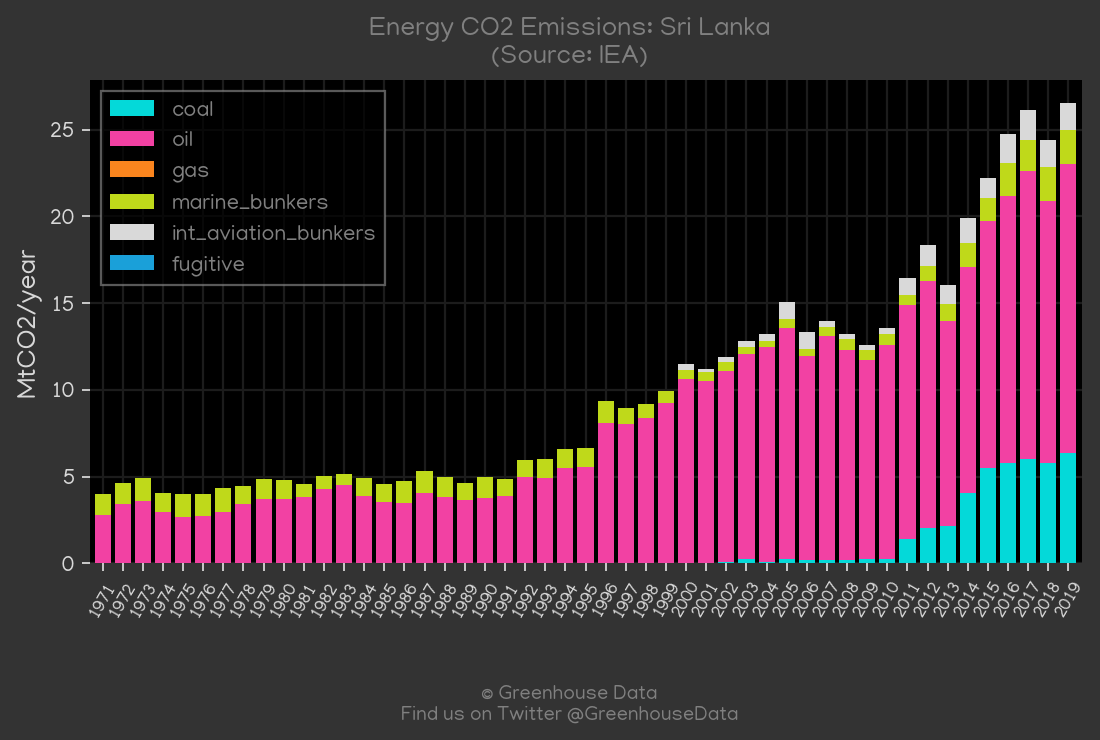 Energy CO2 Emissions: Sri Lanka
(Source: IEA)
coal
oil
gas
marine_bunkers
int_aviation_bunkers
fugitive
MtCO2/year
25
20
15
10
5
0
1971 1972 1973 1974 1975 1976 1977 1978 1979 1980 1981 1982 1983 1984 1985 1986 1987 1988 1989 1990 1991 1992 1993 1994 1995 1996 1997 1998 1999 2000 2001 2002 2003 2004 2005 2006 2007 2008 2009 2010 2011 2012 2013 2014 2015 2016 2017 2018 2019
© Greenhouse Data
Find us on Twitter @GreenhouseData